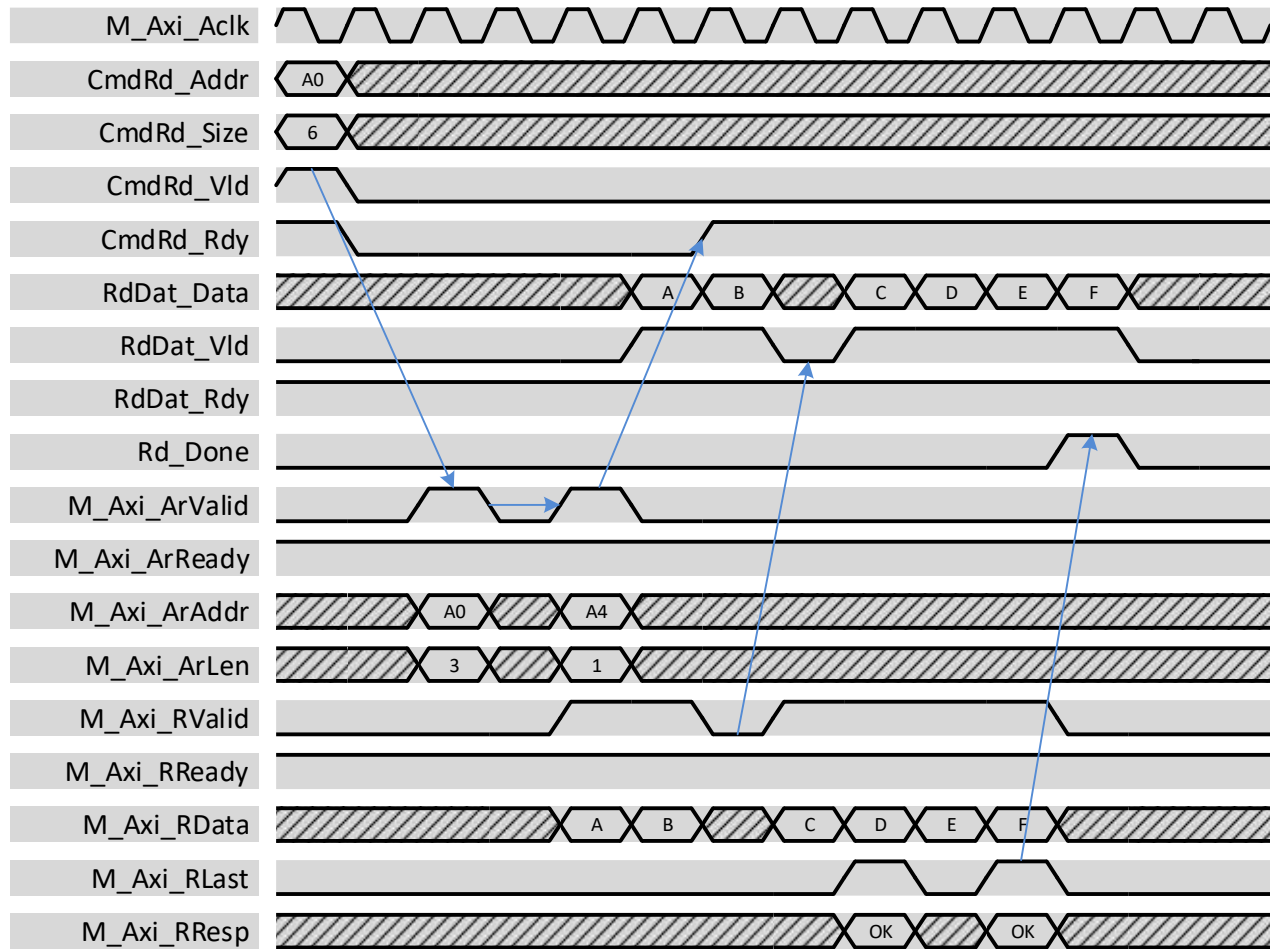 M_Axi_Aclk
CmdRd_Addr A0
CmdRd_Size 6
CmdRd_Vld
CmdRd_Rdy
RdDat_Data A B C D E F
RdDat_Vld
RdDat_Rdy
Rd_Done
M_Axi_ArValid
M_Axi_ArReady
M_Axi_ArAddr A0 A4
M_Axi_ArLen 3 1
M_Axi_RValid
M_Axi_RReady
M_Axi_RData A B C D E F
M_Axi_RLast
M_Axi_RResp OK OK